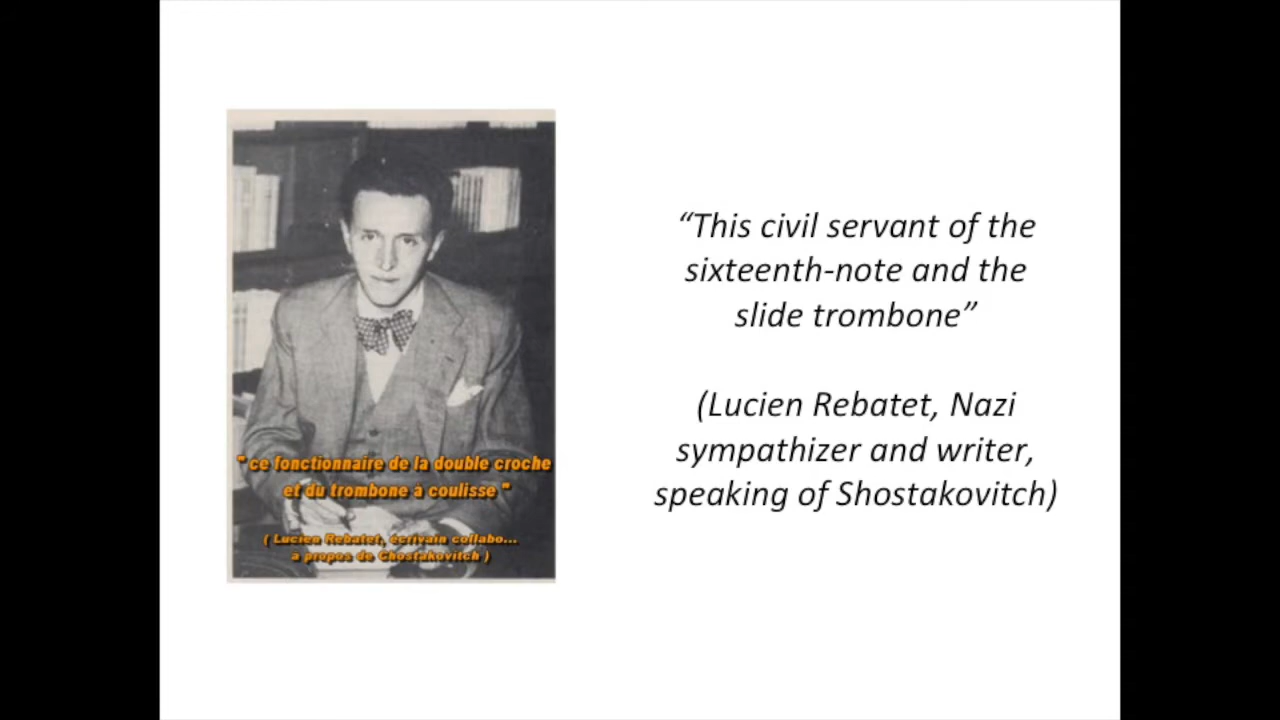 " ce fonctionnaire de la double croche
et du trombone à coulisse "
( Lucien Rebatet, écrivain collabo...
a propos de Chostakovitch )
“This civil servant of the
sixteenth-note and the
slide trombone”
(Lucien Rebatet, Nazi
sympathizer and writer,
speaking of Shostakovitch)